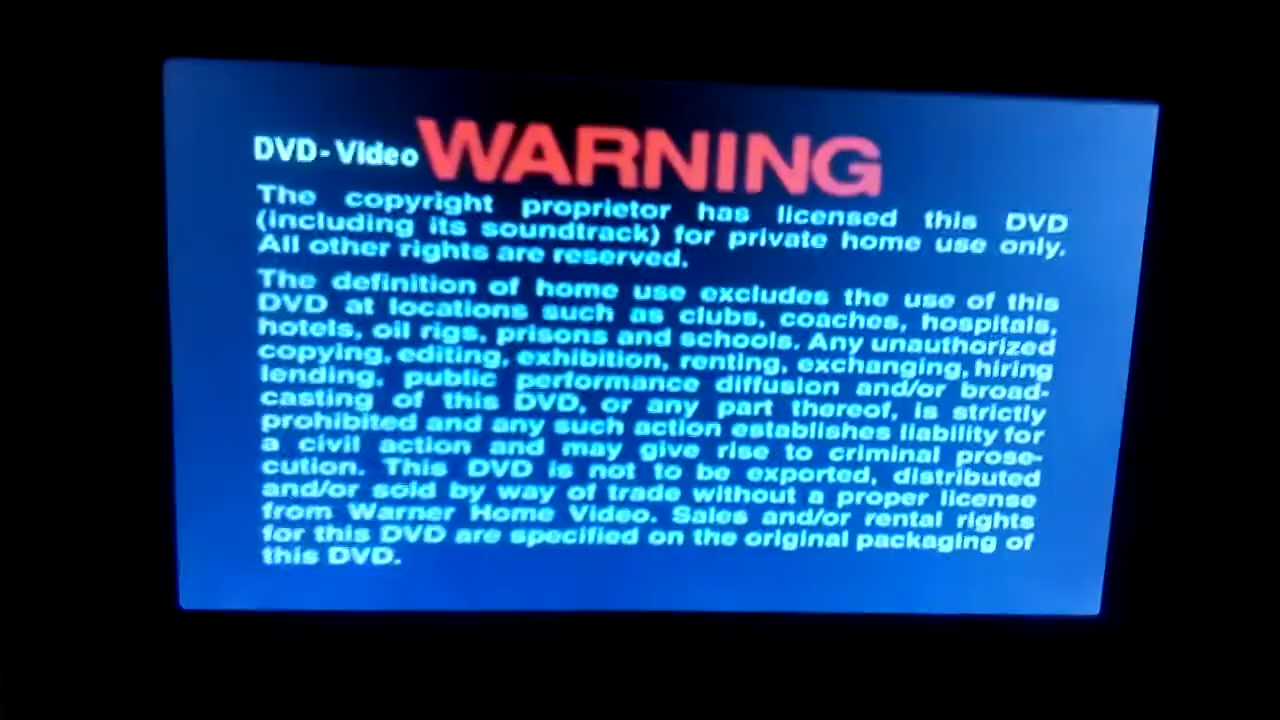 DVD-Video WARNING
The copyright proprietor has licensed this DVD
(including its soundtrack) for private home use only.
All other rights are reserved.
The definition of home use excludes the use of this
DVD at locations such as clubs, coaches, hospitals,
hotels, oil rigs, prisons and schools. Any unauthorized
copying, editing, exhibition, renting, exchanging, hiring
lending, public performance diffusion and/or broad-
casting of this DVD, or any part thereof, is strictly
prohibited and any such action establishes liability for
a civil action and may give rise to criminal prose-
cution. This DVD is not to be exported, distributed
and/or sold by way of trade without a proper license
from Warner Home Video. Sales and/or rental rights
for this DVD are specified on the original packaging of
this DVD.